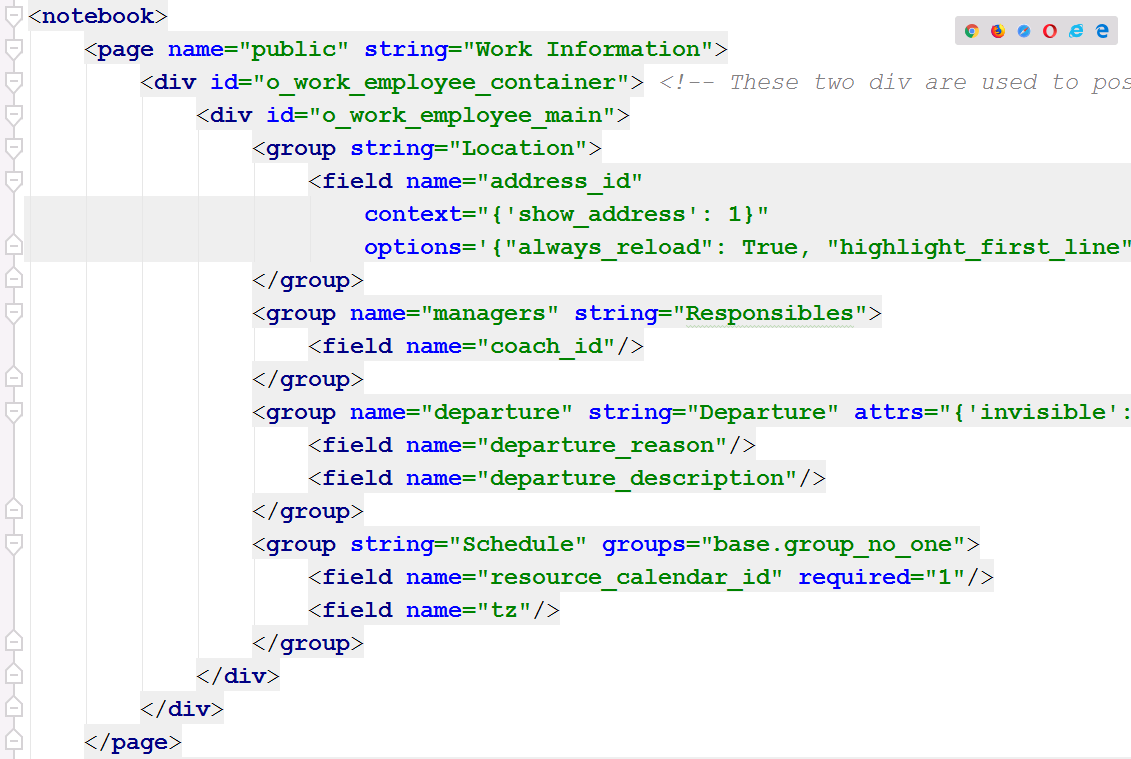 <notebook>
<page name="public" string="Work Information">
<div id="o_work_employee_container"> <!-- These two div are used to pos
<div id="o_work_employee_main">
<group string="Location">
<field name="address_id"
context="{'show_address': 1}"
options='{"always_reload": True, "highlight_first_line"
</group>
<group name="managers" string="Responsibles">
<field name="coach_id"/>
</group>
<group name="departure" string="Departure" attrs="{'invisible':
<field name="departure_reason"/>
<field name="departure_description"/>
</group>
<group string="Schedule" groups="base.group_no_one">
<field name="resource_calendar_id" required="1"/>
<field name="tz"/>
</group>
</div>
</div>
</page>